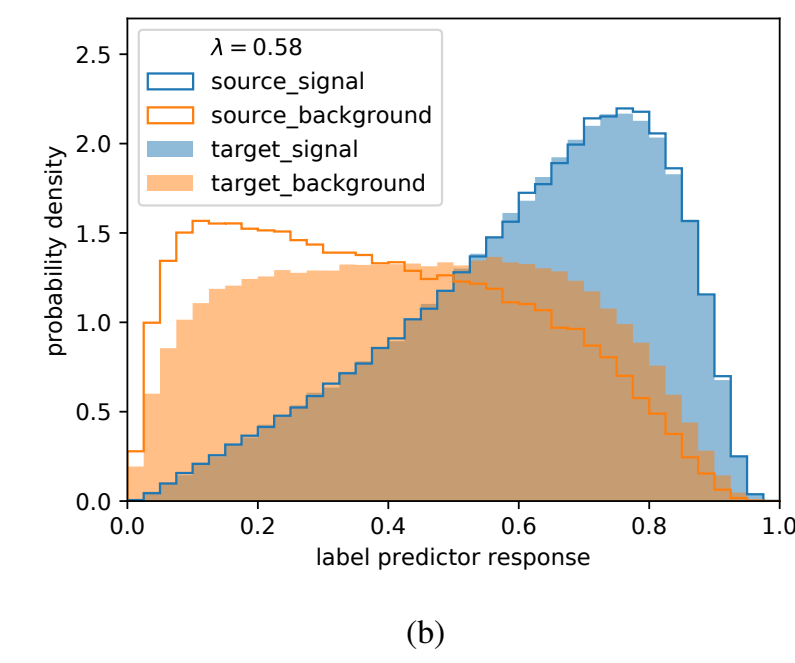 λ = 0.58
source_signal
source_background
target_signal
target_background
probability density
2.5
2.0
1.5
1.0
0.5
0.0
0.0 0.2 0.4 0.6 0.8 1.0
label predictor response
(b)